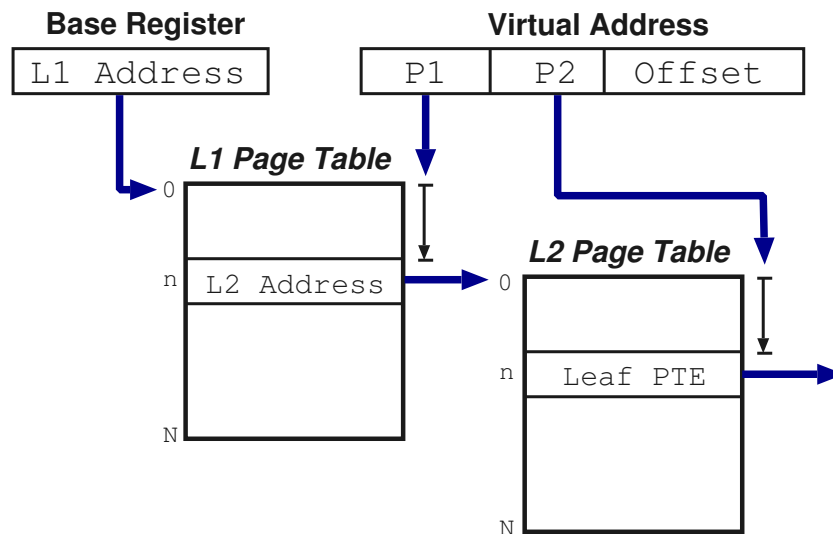 Base Register
Virtual Address
L1 Address
P1
P2
Offset
L1 Page Table
0
L2 Page Table
n
L2 Address
0
n
Leaf PTE
N
N